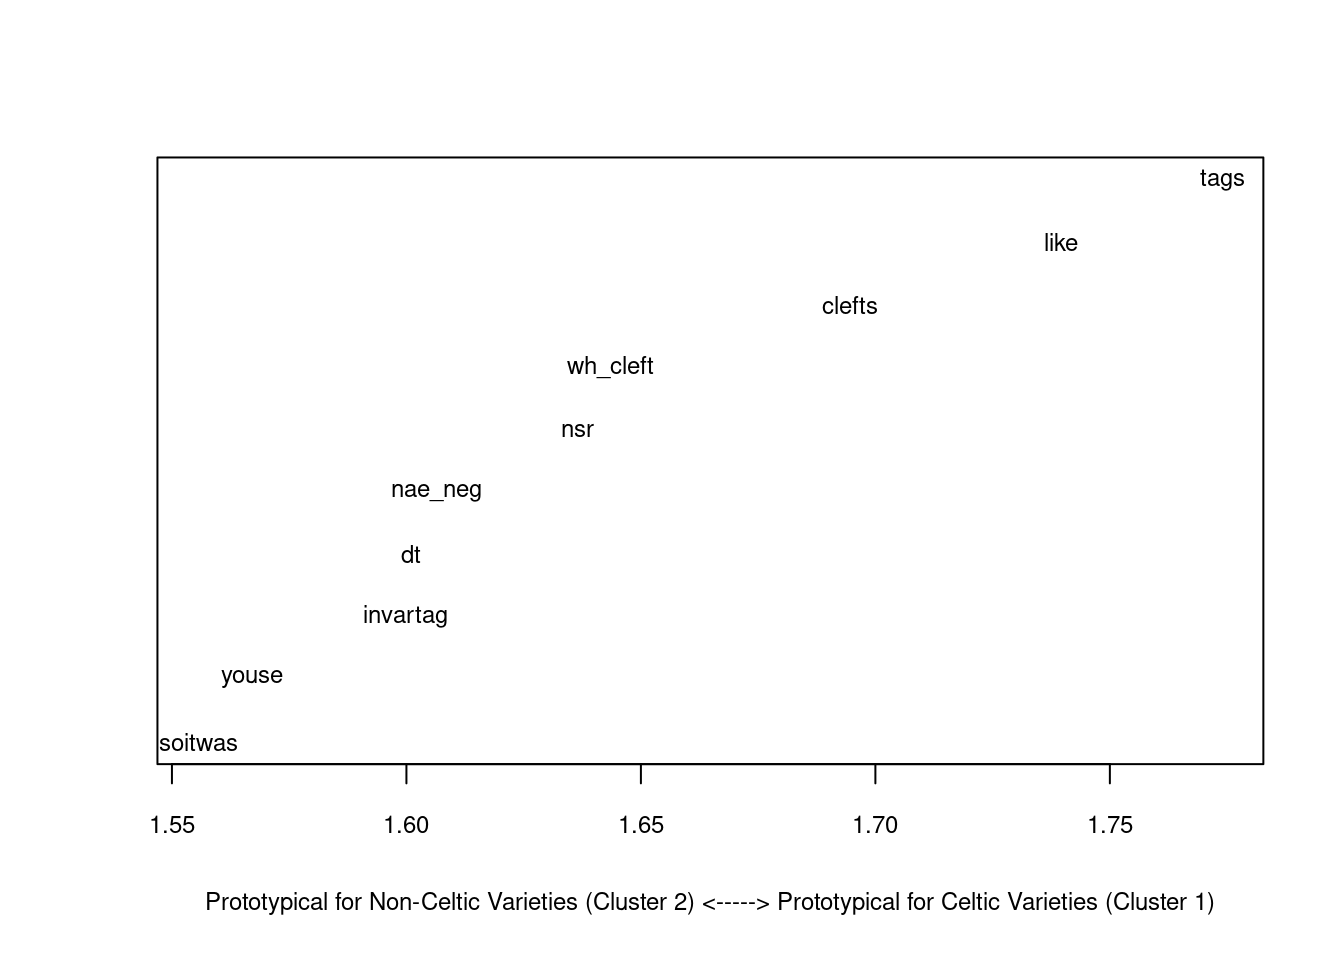 tags
like
clefts
wh_cleft
nsr
nae_neg
dt
invartag
youse
soitwas
1.55 1.60 1.65 1.70 1.75
Prototypical for Non-Celtic Varieties (Cluster 2) <-----> Prototypical for Celtic Varieties (Cluster 1)